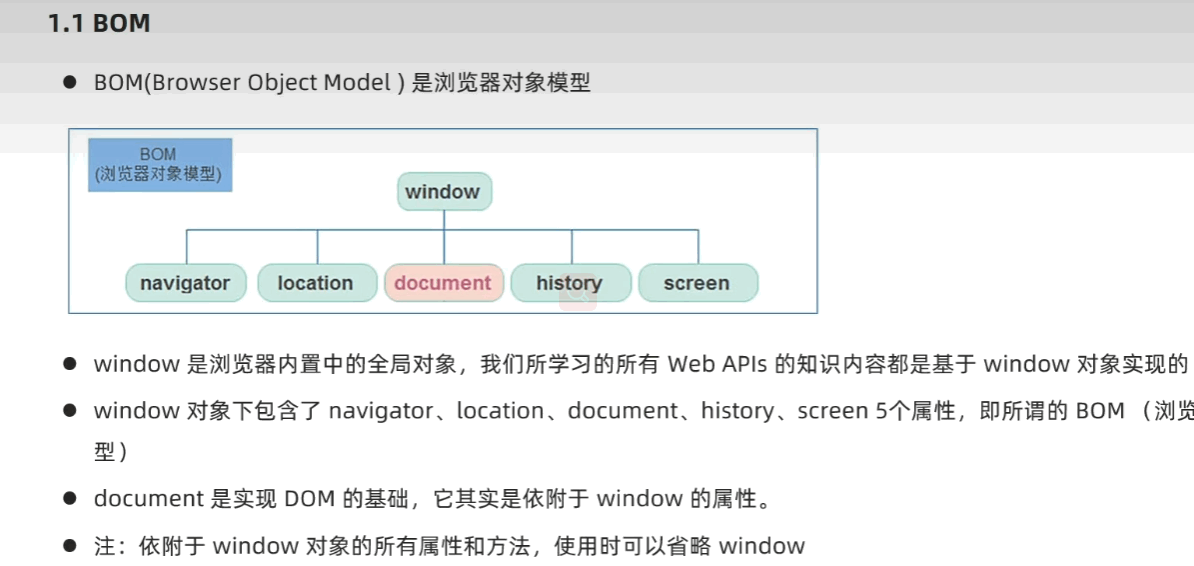 1.1 BOM
● BOM(Browser Object Model ) 是浏览器对象模型
BOM
(浏览器对象模型)
window
navigator location document history screen
● window 是浏览器内置中的全局对象，我们所学习的所有 Web APIs 的知识内容都是基于 window 对象实现的
● window 对象下包含了 navigator、location、document、history、screen 5个属性，即所谓的 BOM （浏览
型）
● document 是实现 DOM 的基础，它其实是依附于 window 的属性。
● 注：依附于 window 对象的所有属性和方法，使用时可以省略 window